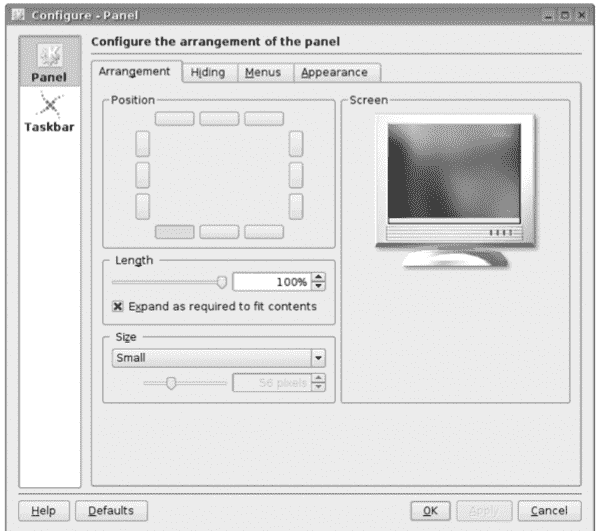 Configure - Panel
Configure the arrangement of the panel
Panel
Taskbar
Arrangement Hiding Menus Appearance
Position
Screen
Length
100%
Expand as required to fit contents
Size
Small
56 pixels
Help Defaults OK Apply Cancel